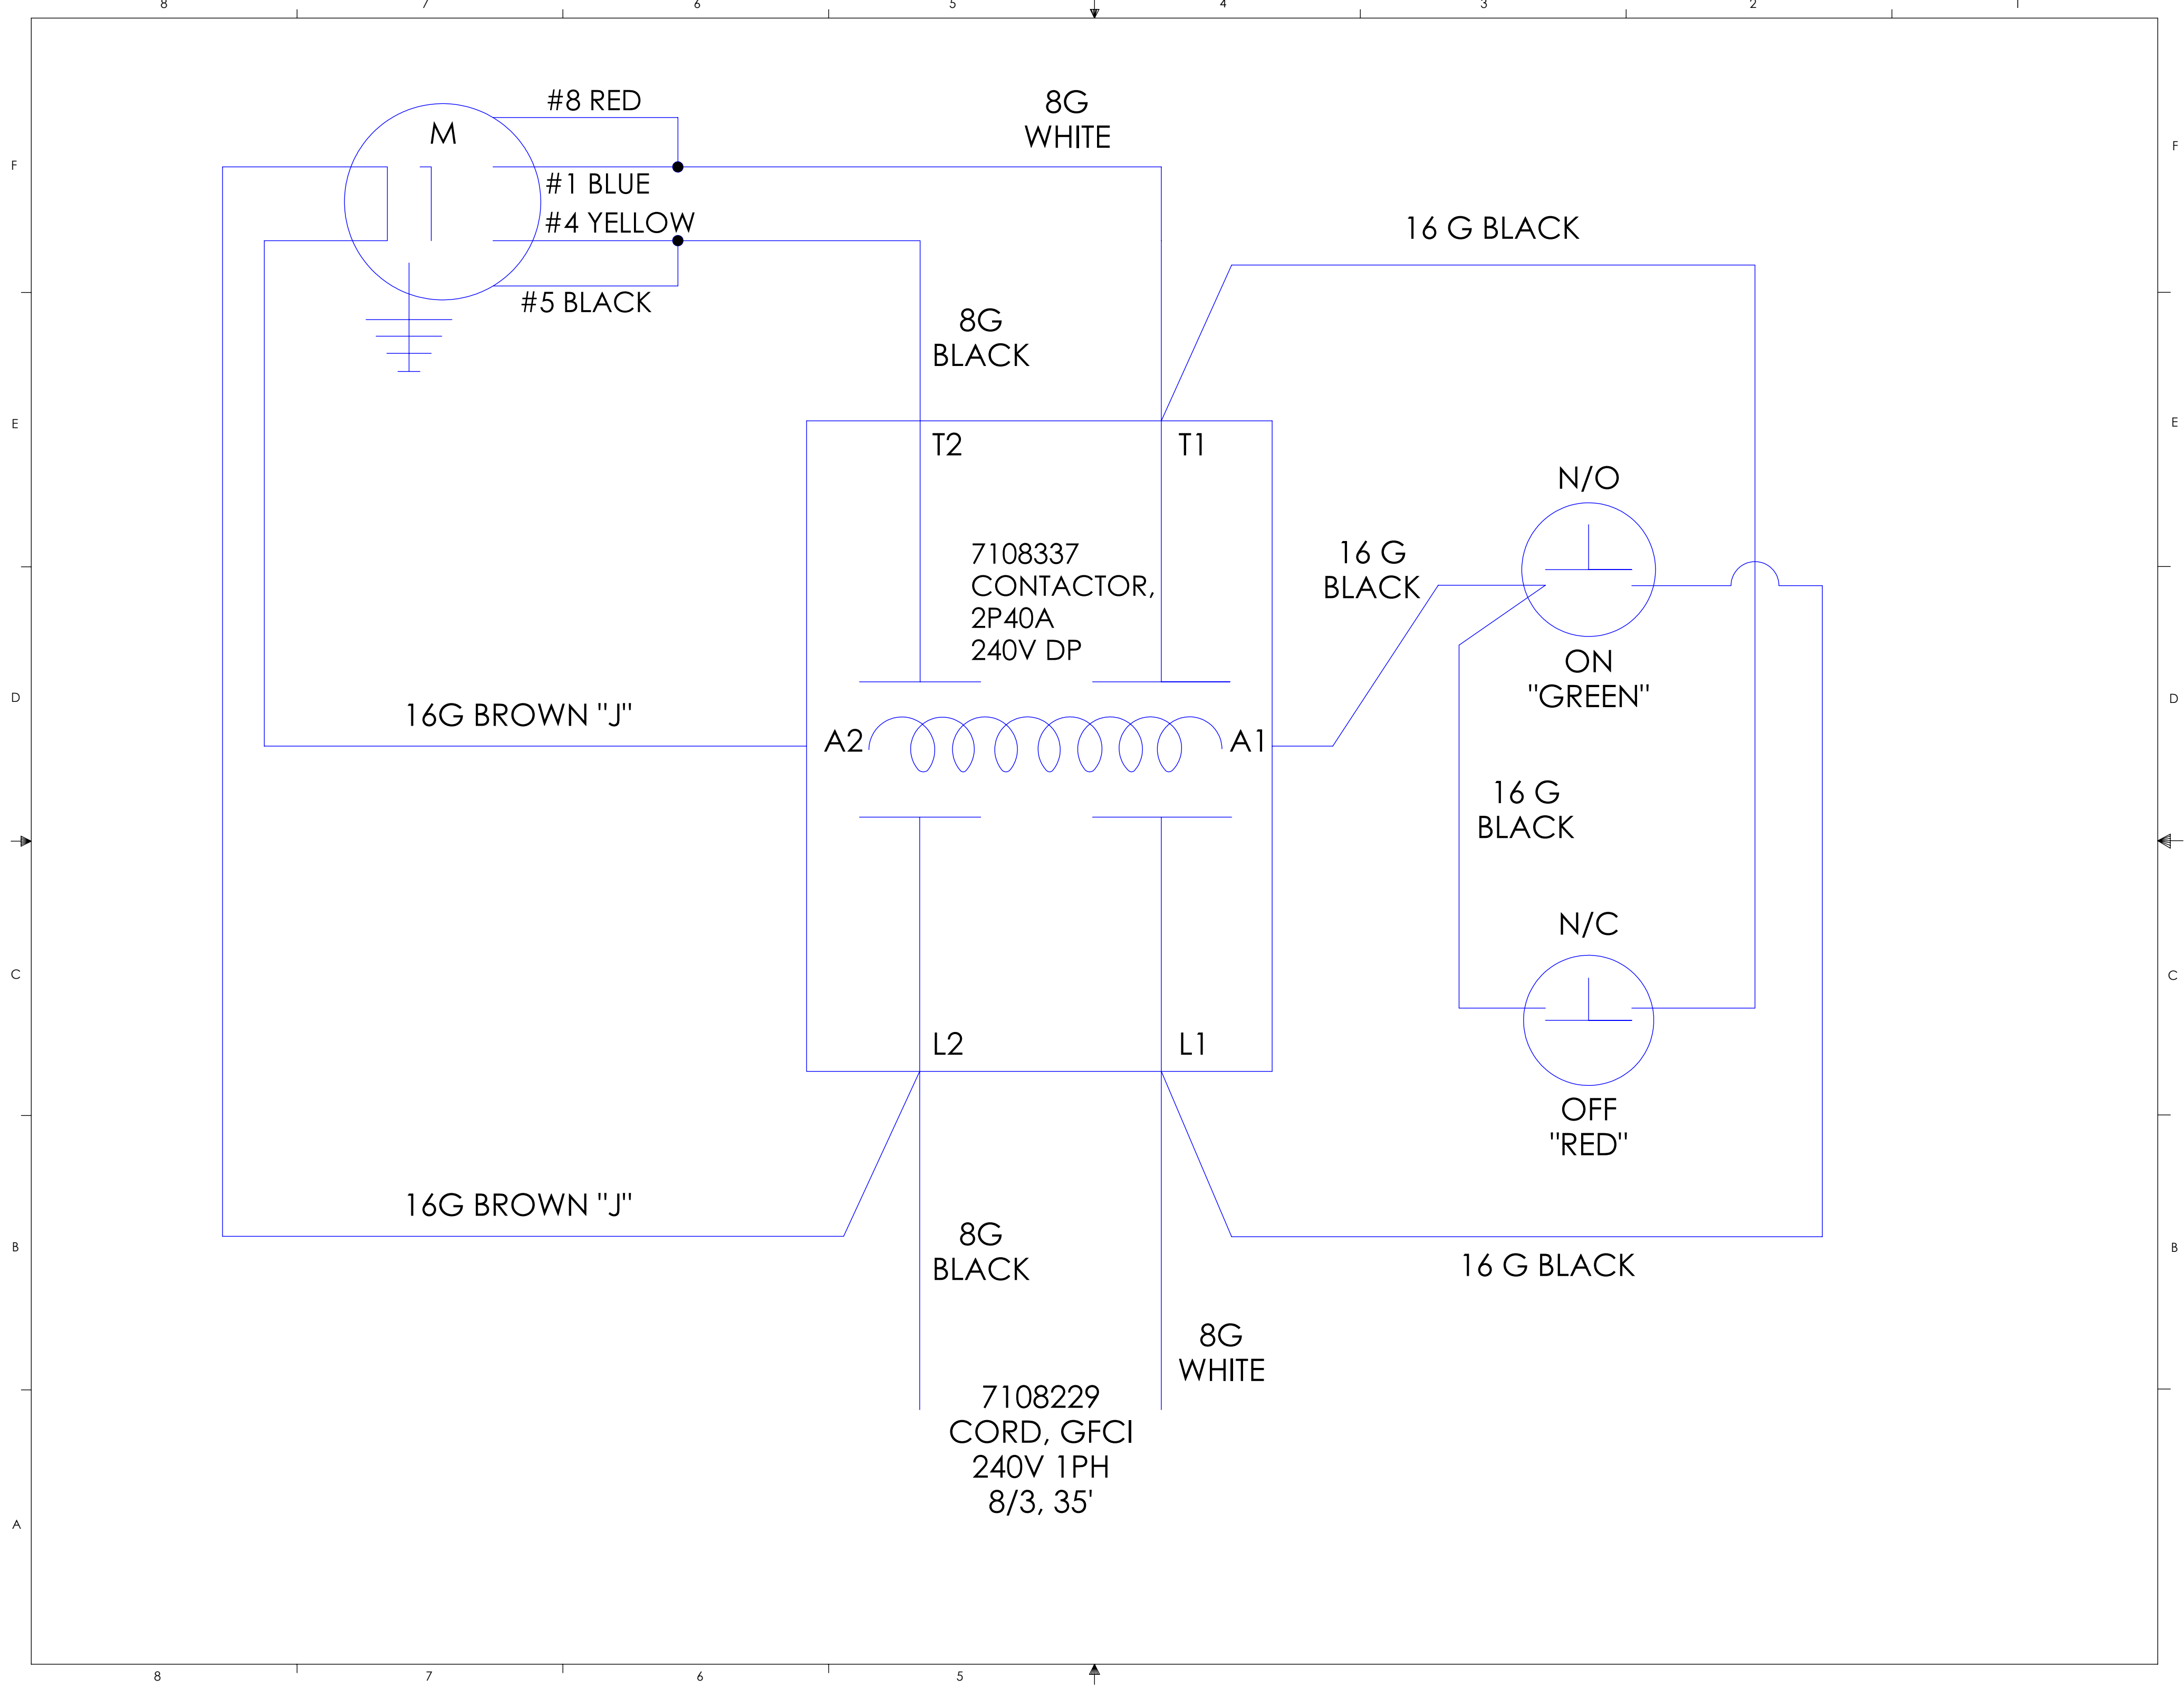 8 7 6 5 4 3 2 1
#8 RED
M
8G
WHITE
F
F
#1 BLUE
#4 YELLOW
16 G BLACK
#5 BLACK
8G
BLACK
E
E
T2
T1
N/O
7108337
CONTACTOR,
2P40A
240V DP
16 G
BLACK
ON
"GREEN"
D
D
16G BROWN "J"
A2
A1
16 G
BLACK
N/C
C
C
L2
L1
OFF
"RED"
16G BROWN "J"
8G
BLACK
B
B
16 G BLACK
8G
WHITE
7108229
CORD, GFCI
240V 1PH
8/3, 35'
A
8 7 6 5